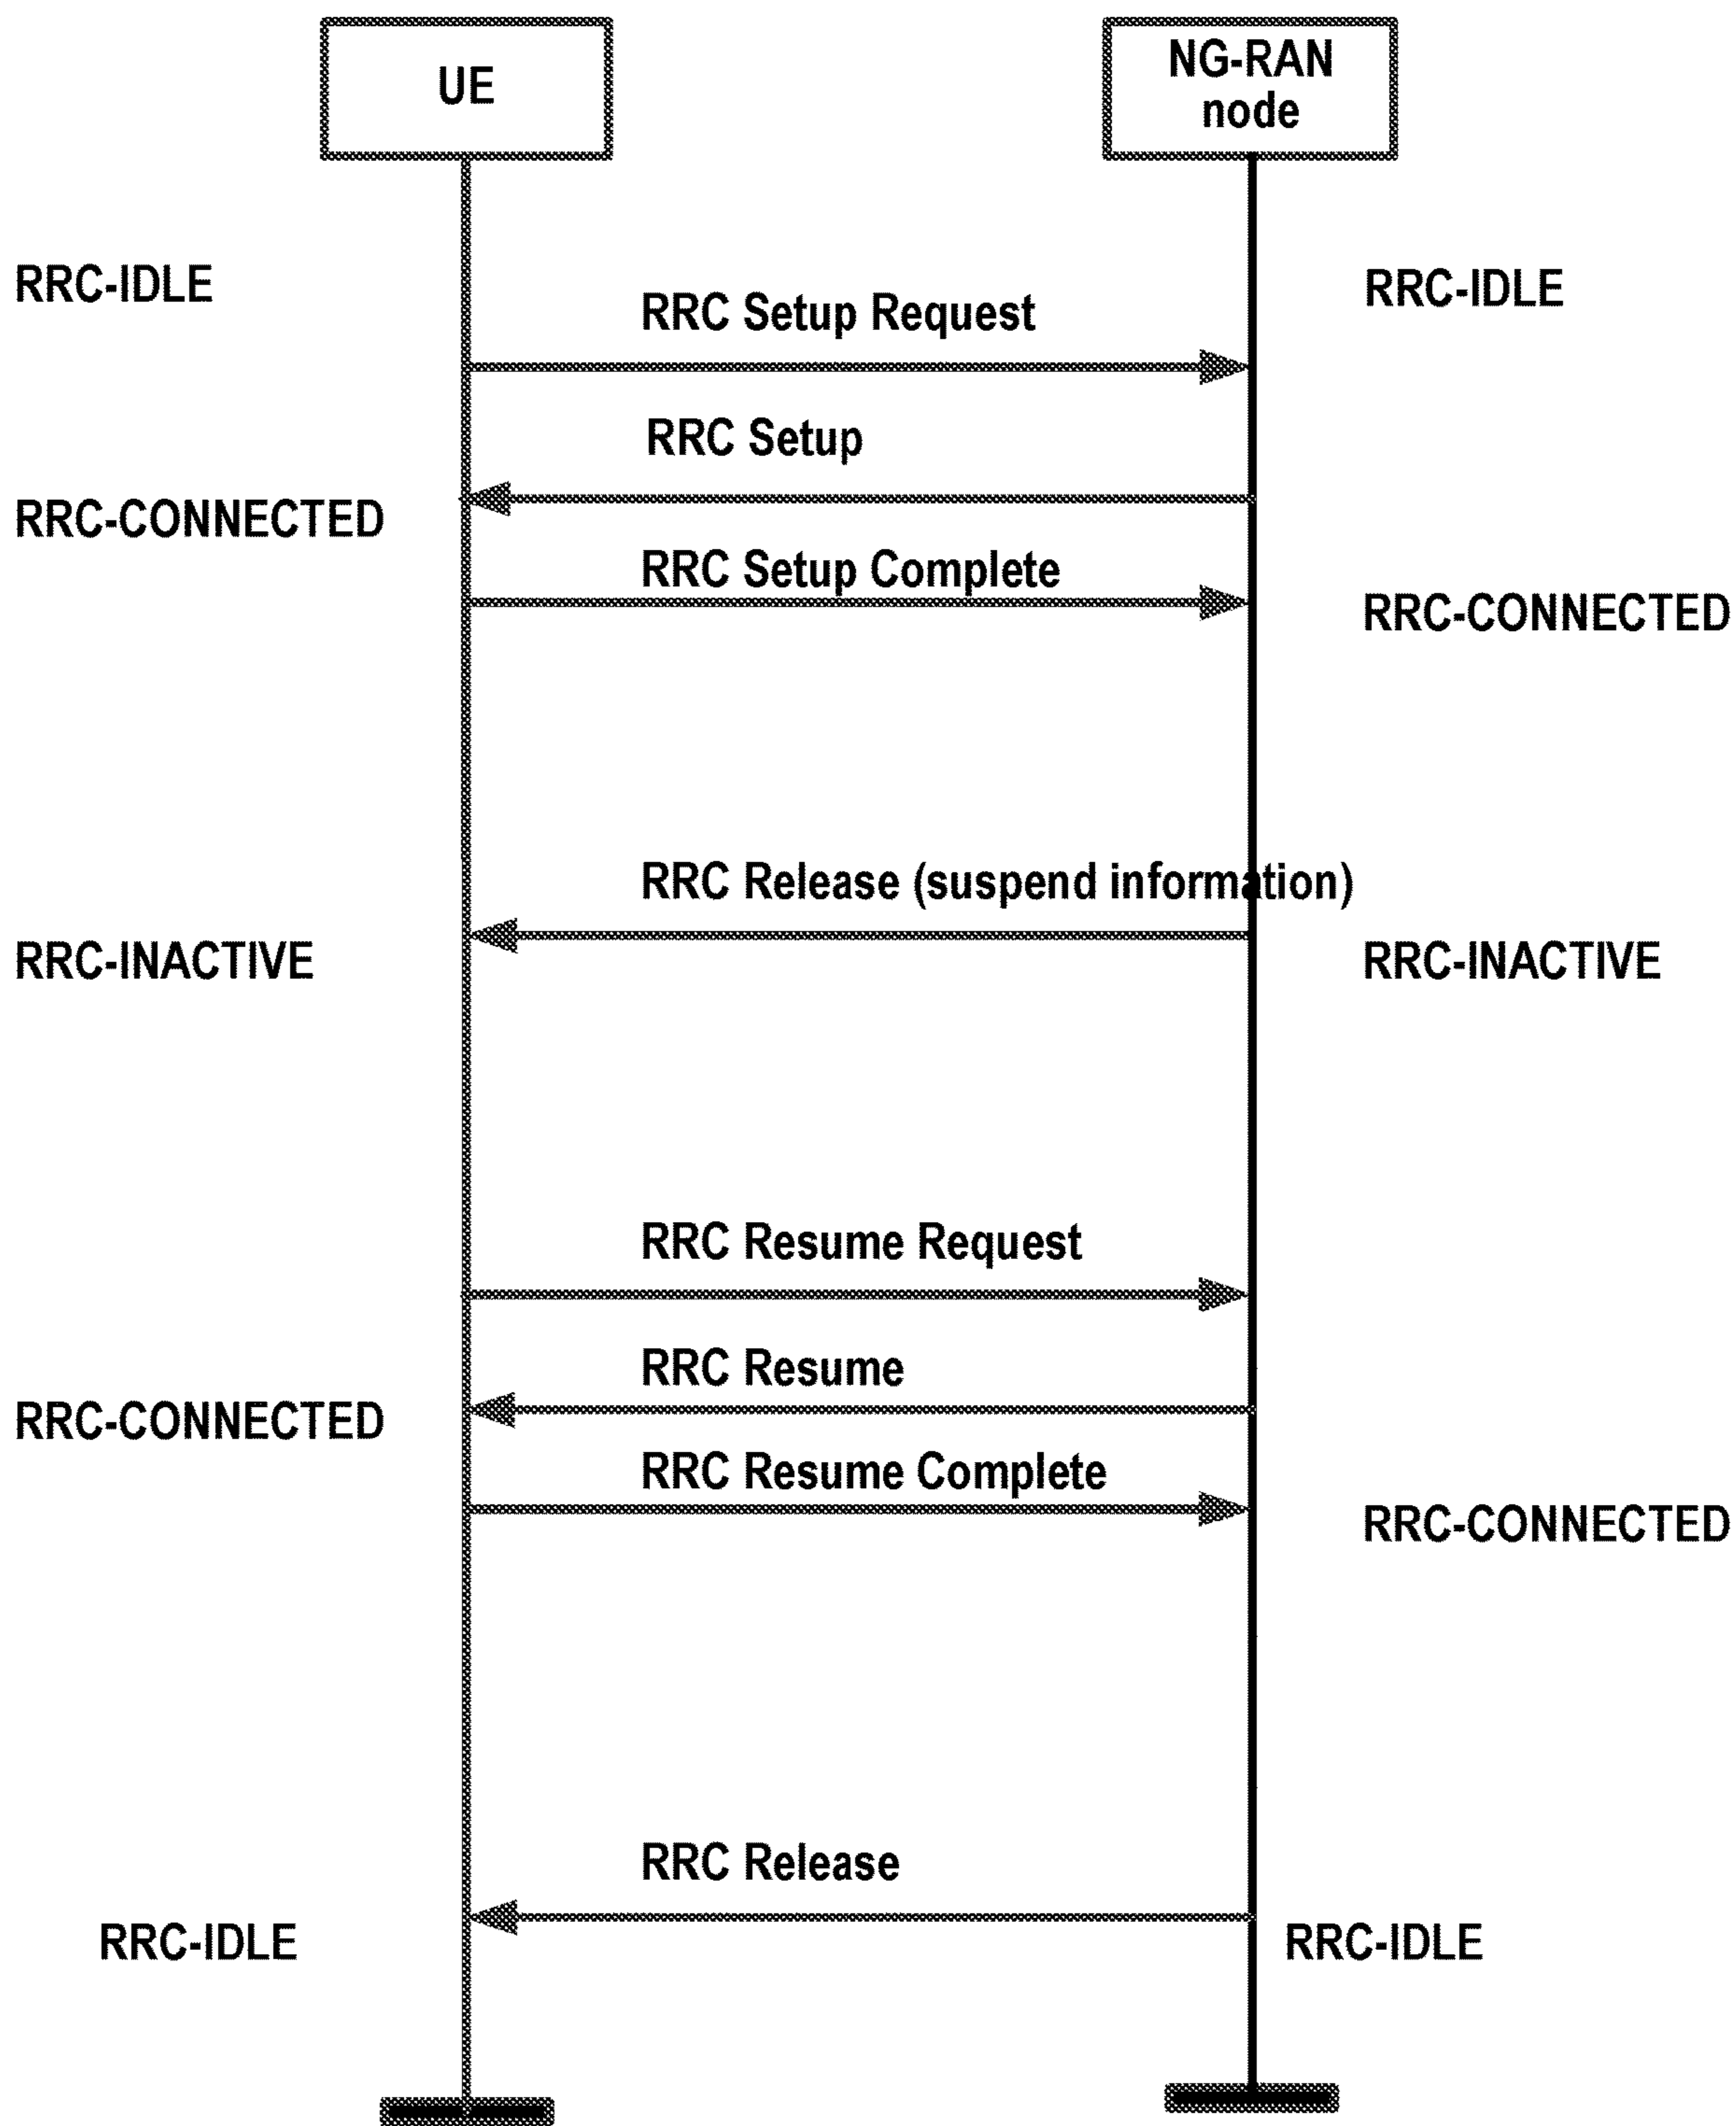 UE
NG-RAN
node
RRC-IDLE
RRC-IDLE
RRC Setup Request
RRC Setup
RRC-CONNECTED
RRC Setup Complete
RRC-CONNECTED
RRC Release (suspend information)
RRC-INACTIVE
RRC-INACTIVE
RRC Resume Request
RRC Resume
RRC-CONNECTED
RRC Resume Complete
RRC-CONNECTED
RRC Release
RRC-IDLE
RRC-IDLE